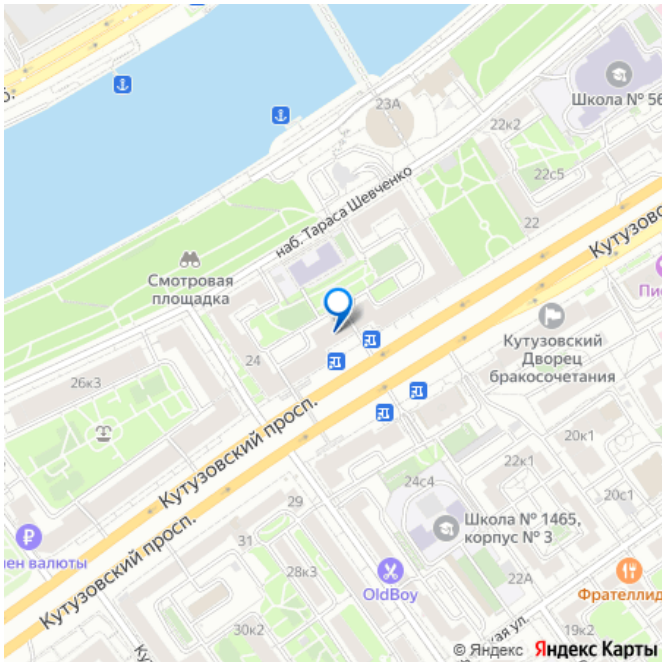 б.
23А
Школа № 56
22к2
22с5
22
наб. Тараса Шевченко
Смотровая
площадка
Кутузов
Кутузовский
Дворец
бракосочетания
24
26к3
Кутузовский просп.
20к1
22к1
24с4
20с1
29
Школа № 1465,
корпус № 3
31
ен валюты
OldBoy
22А
Фрателлид
28к3
Кутузовский просп.
30к2
19к2
© Яндекс Яндекс Карты